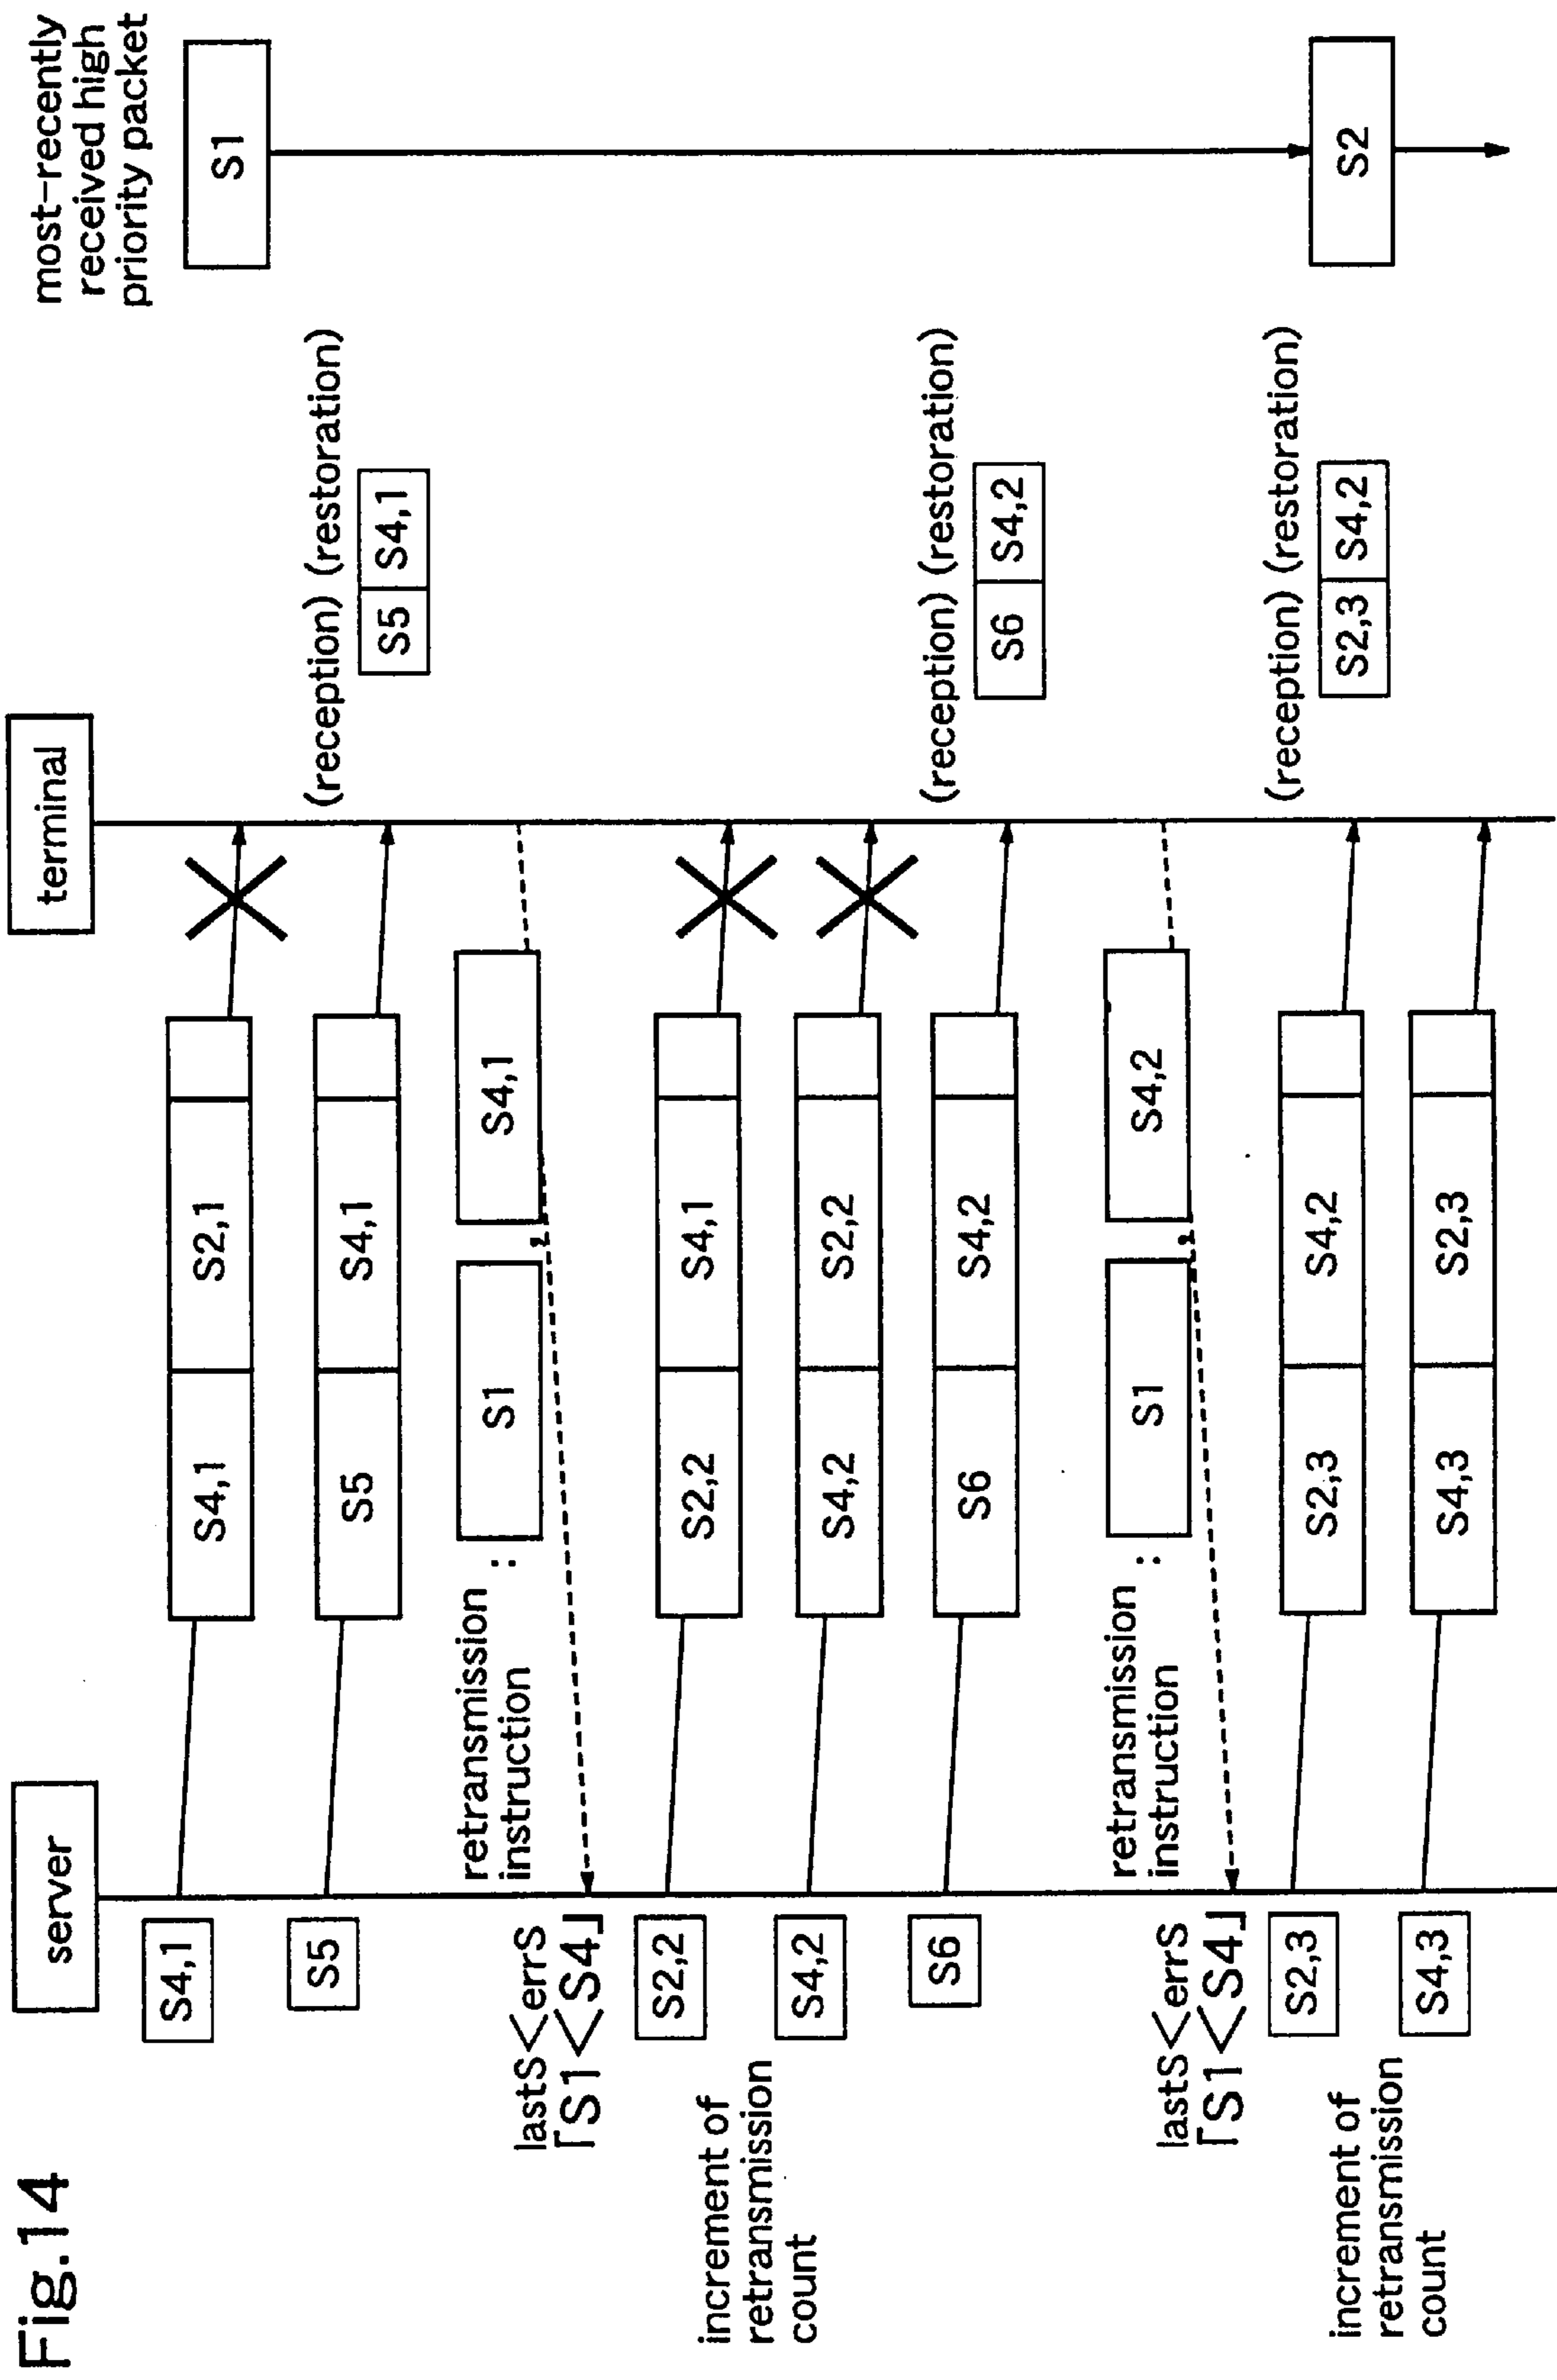 Fig.14
server
terminal
most-recently
received high
priority packet
S4,1
S4,1 S2,1
S1
S5
S5 S4,1
(reception) (restoration)
S5 S4,1
retransmission
instruction : S1 , S4,1
lastS<errS
「S1<S4」
S2,2
S2,2 S4,1
increment of
retransmission
count
S4,2
S4,2 S2,2
S6
S6 S4,2
(reception) (restoration)
S6 S4,2
retransmission
instruction : S1 , S4,2
lastS<errS
「S1<S4」
S2,3
S2,3 S4,2
(reception) (restoration)
S2,3 S4,2
S2
increment of
retransmission
count
S4,3
S4,3 S2,3